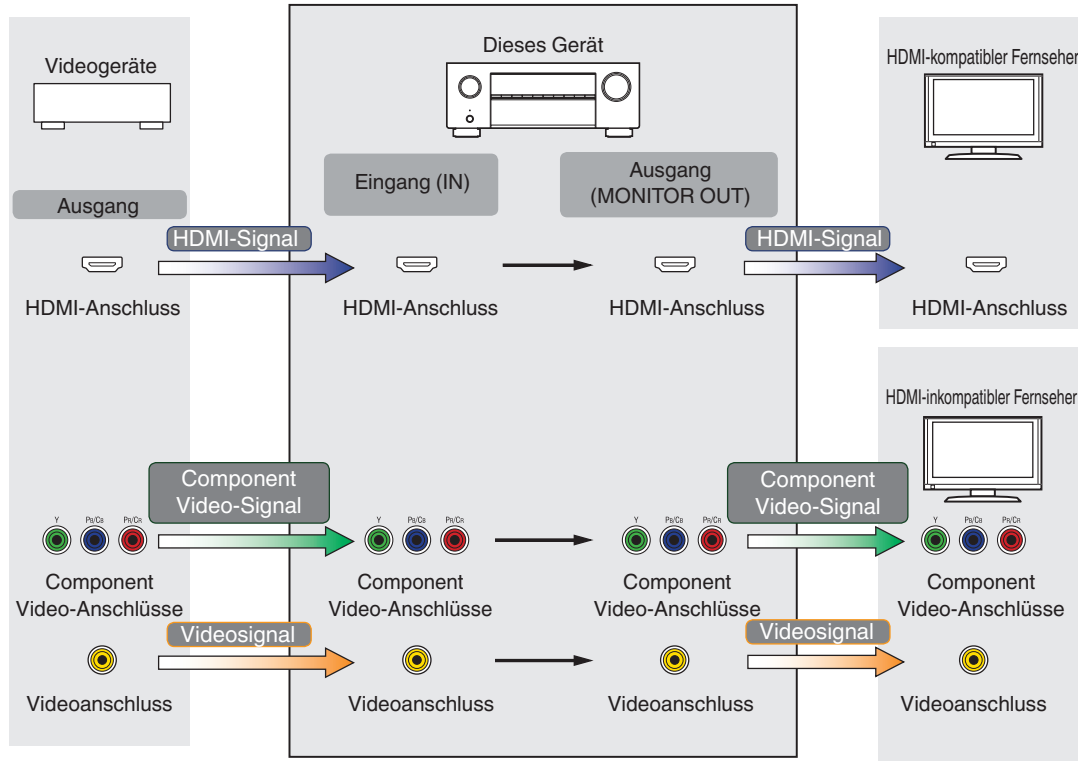 Dieses Gerät
Videogeräte
HDMI-kompatibler Fernseher
Eingang (IN)
Ausgang
(MONITOR OUT)
Ausgang
HDMI-Signal
HDMI-Signal
HDMI-Anschluss
HDMI-Anschluss
HDMI-Anschluss
HDMI-Anschluss
HDMI-inkompatibler Fernseher
Component
Video-Signal
Component
Video-Signal
Y PB/CB PR/CR
Y PB/CB PR/CR
Y PB/CB PR/CR
Y PB/CB PR/CR
Component
Video-Anschlüsse
Component
Video-Anschlüsse
Component
Video-Anschlüsse
Component
Video-Anschlüsse
Videosignal
Videosignal
Videoanschluss
Videoanschluss
Videoanschluss
Videoanschluss